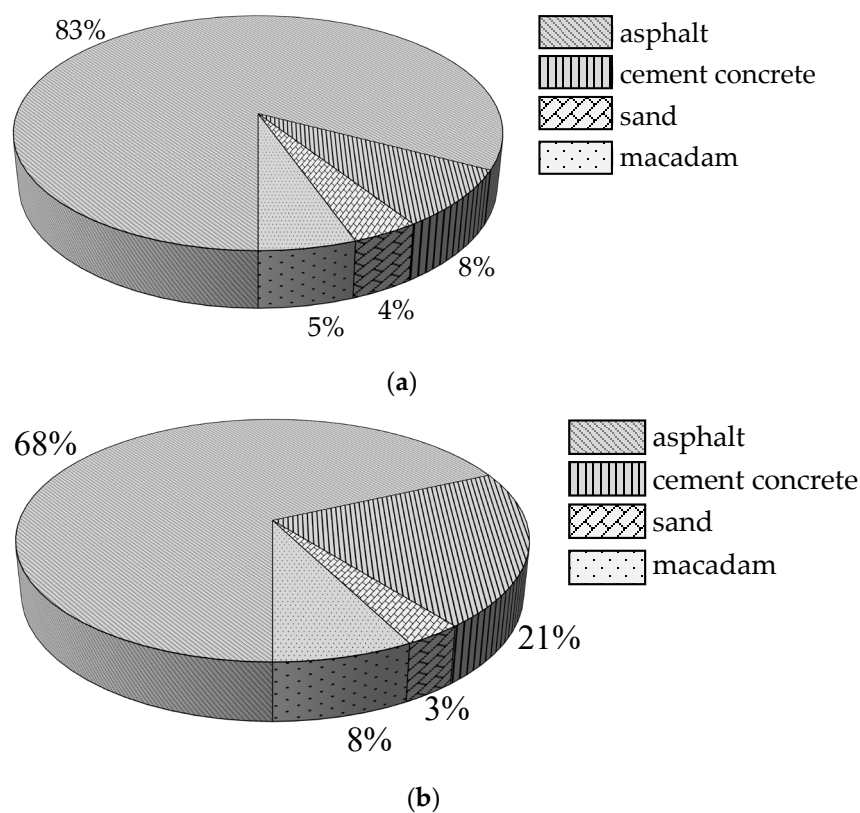 83%
asphalt
cement concrete
sand
macadam
8%
4%
5%
(a)
68%
asphalt
cement concrete
sand
macadam
21%
3%
8%
(b)